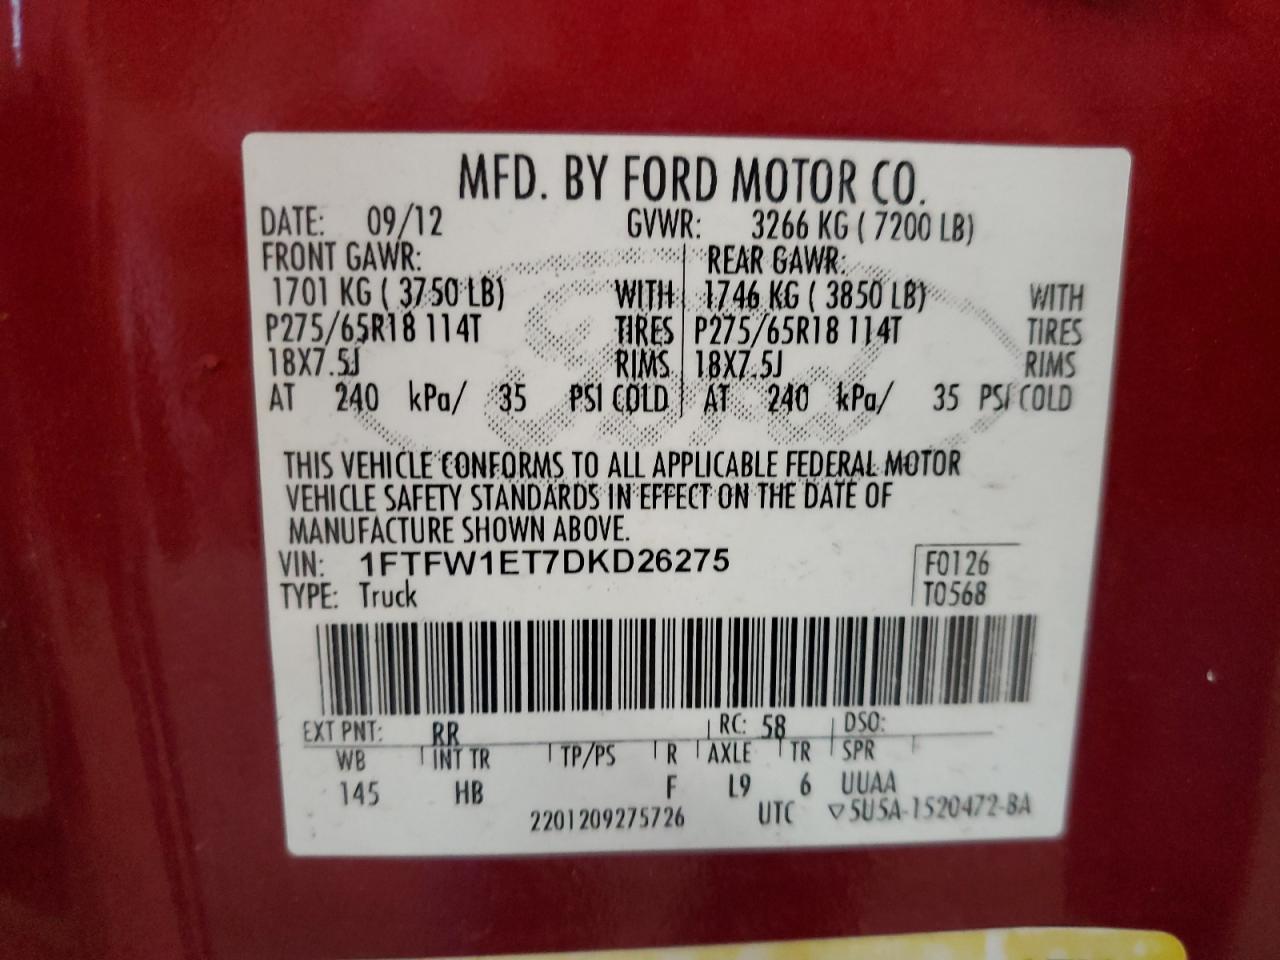 MFD. BY FORD MOTOR CO.
DATE: 09/12 GVWR: 3266 KG ( 7200 LB)
FRONT GAWR: REAR GAWR:
1701 KG ( 3750 LB) WITH 1746 KG ( 3850 LB) WITH
P275/65R18 114T TIRES P275/65R18 114T TIRES
18X7.5J RIMS 18X7.5J RIMS
AT 240 kPa/ 35 PSI COLD AT 240 kPa/ 35 PSI COLD
THIS VEHICLE CONFORMS TO ALL APPLICABLE FEDERAL MOTOR
VEHICLE SAFETY STANDARDS IN EFFECT ON THE DATE OF
MANUFACTURE SHOWN ABOVE.
VIN: 1FTFW1ET7DKD26275 F0126
TYPE: Truck T0568
EXT PNT: RR RC: 58 DSO:
WB INT TR TP/PS R AXLE TR SPR
145 HB F L9 6 UUAA
2201209275726 UTC ▽5U5A-1520472-BA